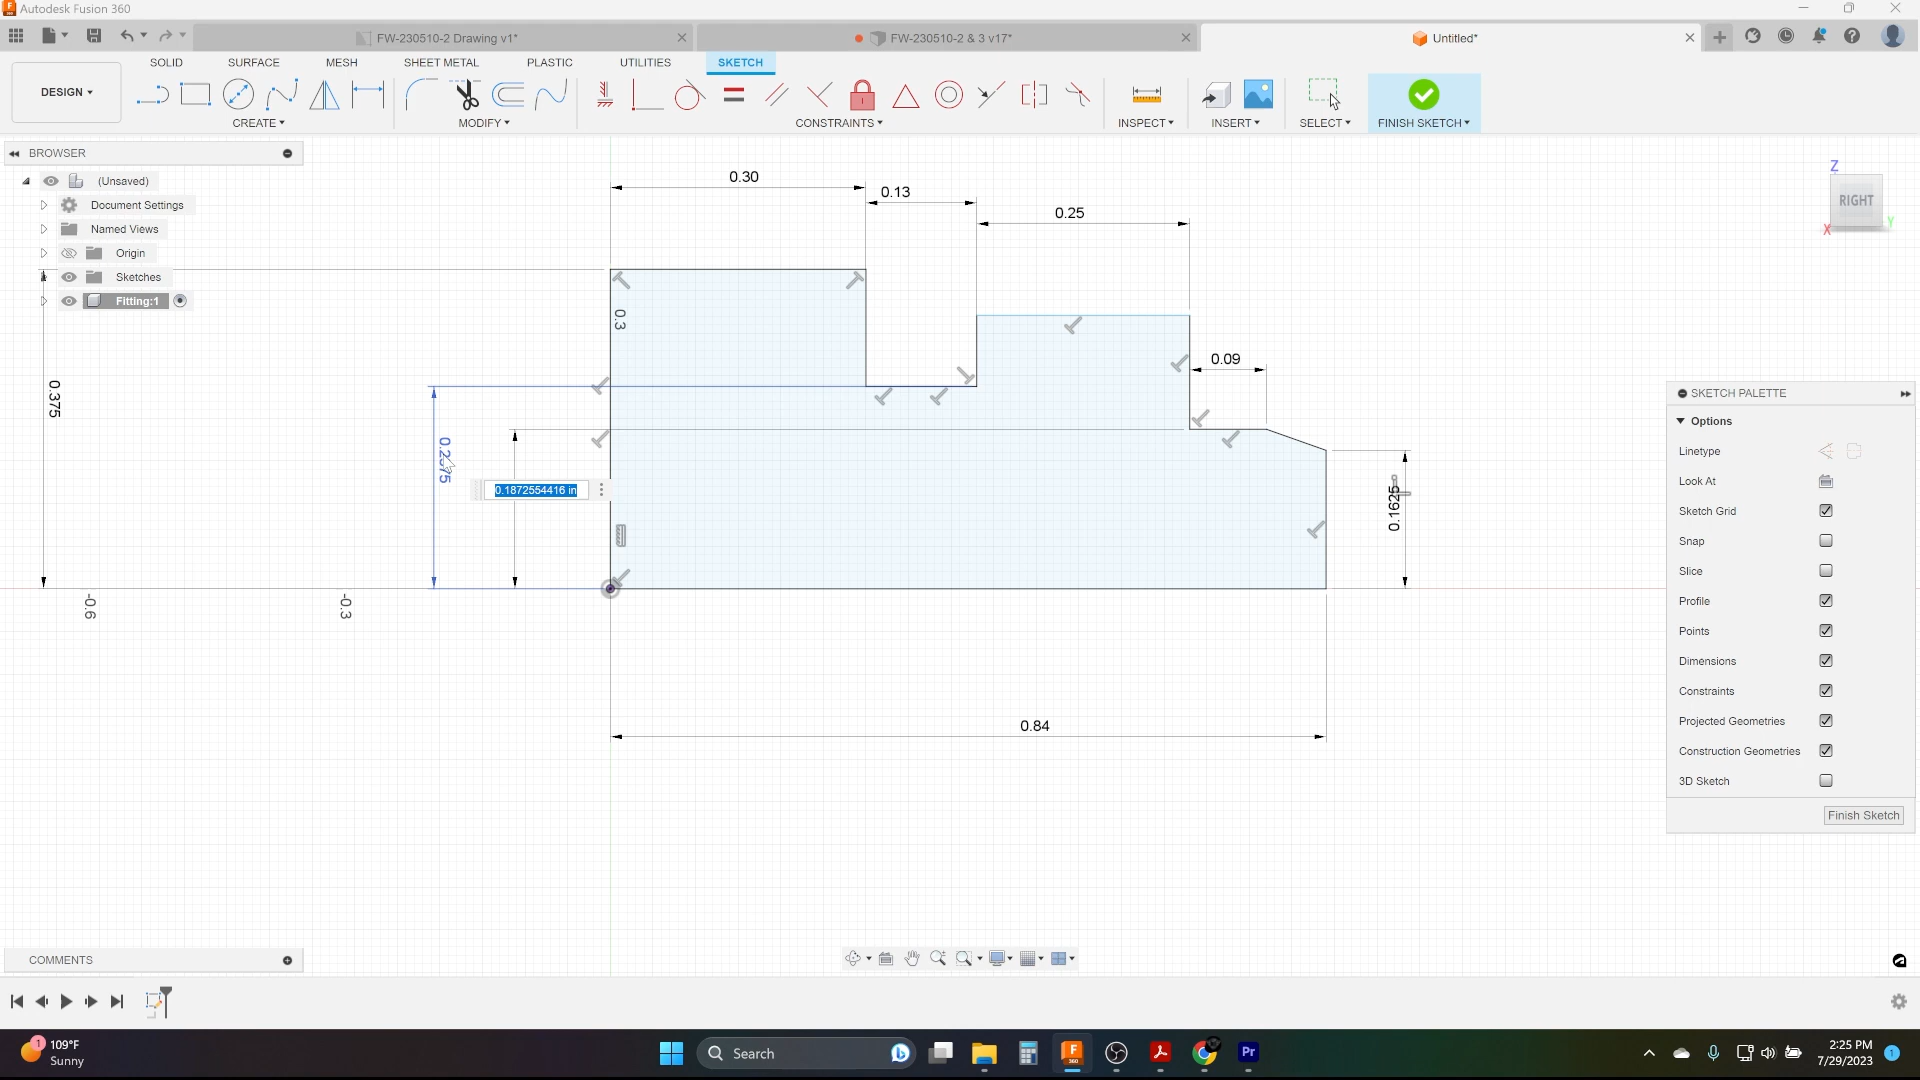 Autodesk Fusion 360
FW-230510-2 Drawing v1*
FW-230510-2 & 3 v17*
Untitled*
DESIGN
SOLID
SURFACE
MESH
SHEET METAL
PLASTIC
UTILITIES
SKETCH
CREATE
MODIFY
CONSTRAINTS
INSPECT
INSERT
SELECT
FINISH SKETCH
BROWSER
(Unsaved)
Document Settings
Named Views
Origin
Sketches
Fitting:1
0.30
0.13
0.25
0.09
0.3
0.375
0.1872554416 in
0.1625
0.84
-0.6
-0.3
Z
RIGHT
X
Y
SKETCH PALETTE
Options
Linetype
Look At
Sketch Grid
Snap
Slice
Profile
Points
Dimensions
Constraints
Projected Geometries
Construction Geometries
3D Sketch
Finish Sketch
COMMENTS
1
109°F
Sunny
Search
F
360
Pr
2:25 PM
7/29/2023
1